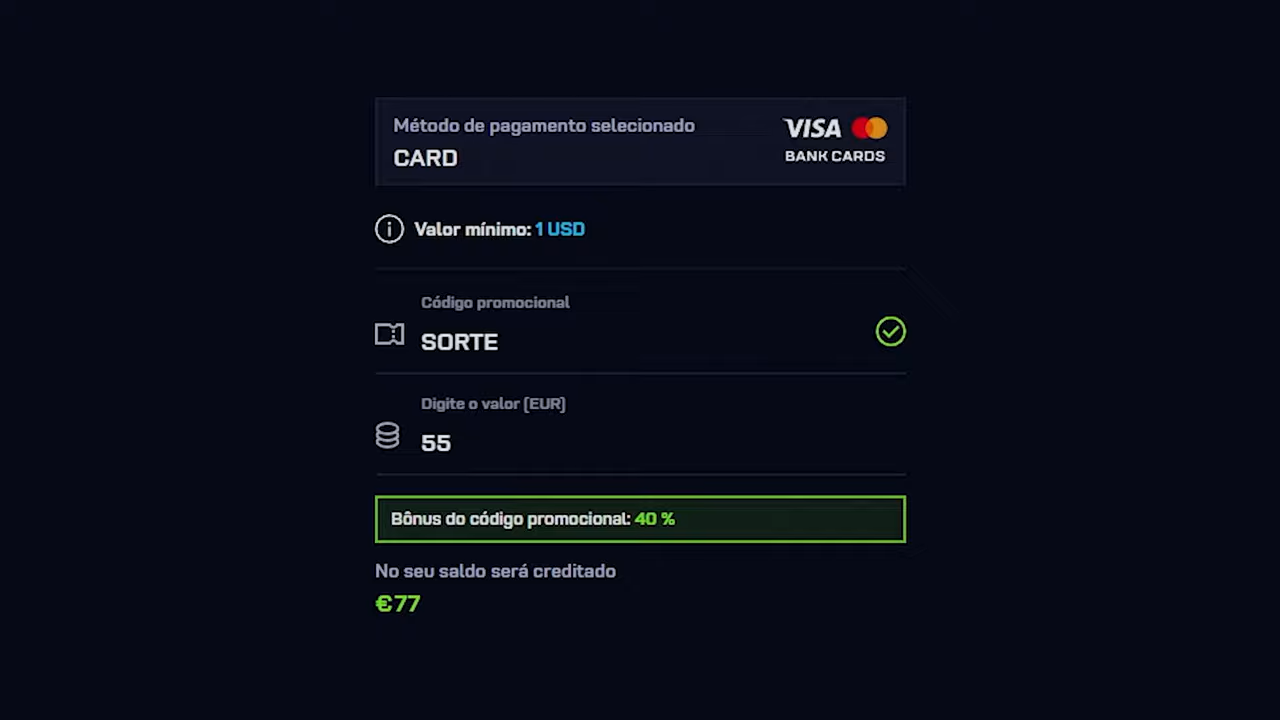 Método de pagamento selecionado
CARD
VISA
BANK CARDS
Valor mínimo: 1 USD
Código promocional
SORTE
Digite o valor (EUR)
55
Bônus do código promocional: 40 %
No seu saldo será creditado
€77